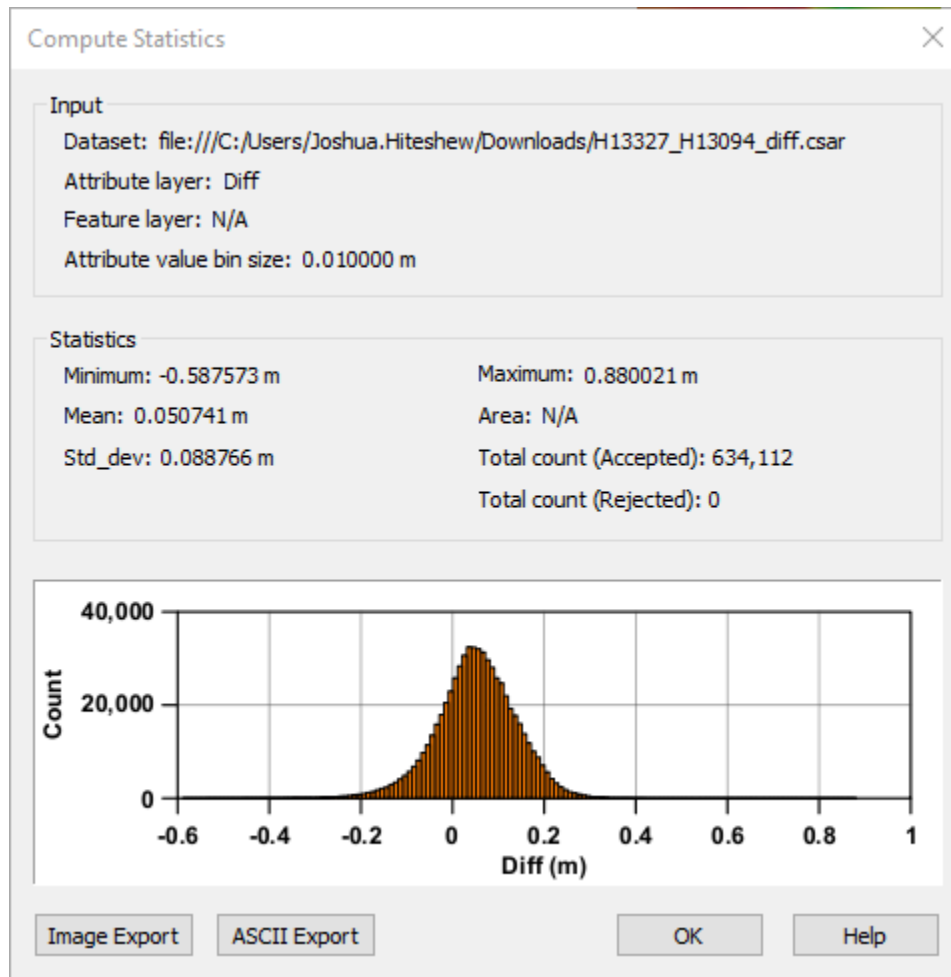 Compute Statistics
Input
Dataset: file:///C:/Users/Joshua.Hiteshew/Downloads/H13327_H13094_diff.csar
Attribute layer: Diff
Feature layer: N/A
Attribute value bin size: 0.010000 m
Statistics
Minimum: -0.587573 m Maximum: 0.880021 m
Mean: 0.050741 m Area: N/A
Std_dev: 0.088766 m Total count (Accepted): 634,112
Total count (Rejected): 0
40,000
Count
20,000
0
-0.6 -0.4 -0.2 0 0.2 0.4 0.6 0.8 1
Diff (m)
Image Export ASCII Export OK Help